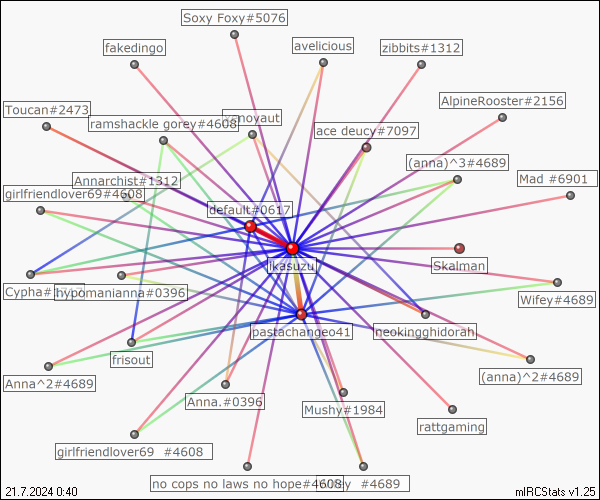 Soxy Foxy#5076
fakedingo
avelicious
zibbits#1312
AlpineRooster#2156
Toucan#2473
ramshackle gorey#4608
ace deucy#7097
(anna)^3#4689
Annarchist#1312
Mad #6901
girlfriendlover69#4608
default#0617
ikasuzu
Skalman
hypomanianna#0396
Wifey#4689
pastachangeo41
neokingghidorah
frisout
(anna)^2#4689
Anna^2#4689
Anna.#0396
Mushy#1984
rattgaming
girlfriendlover69 #4608
no cops no laws no hope#4608
#4689
21.7.2024 0:40
mIRCStats v1.25